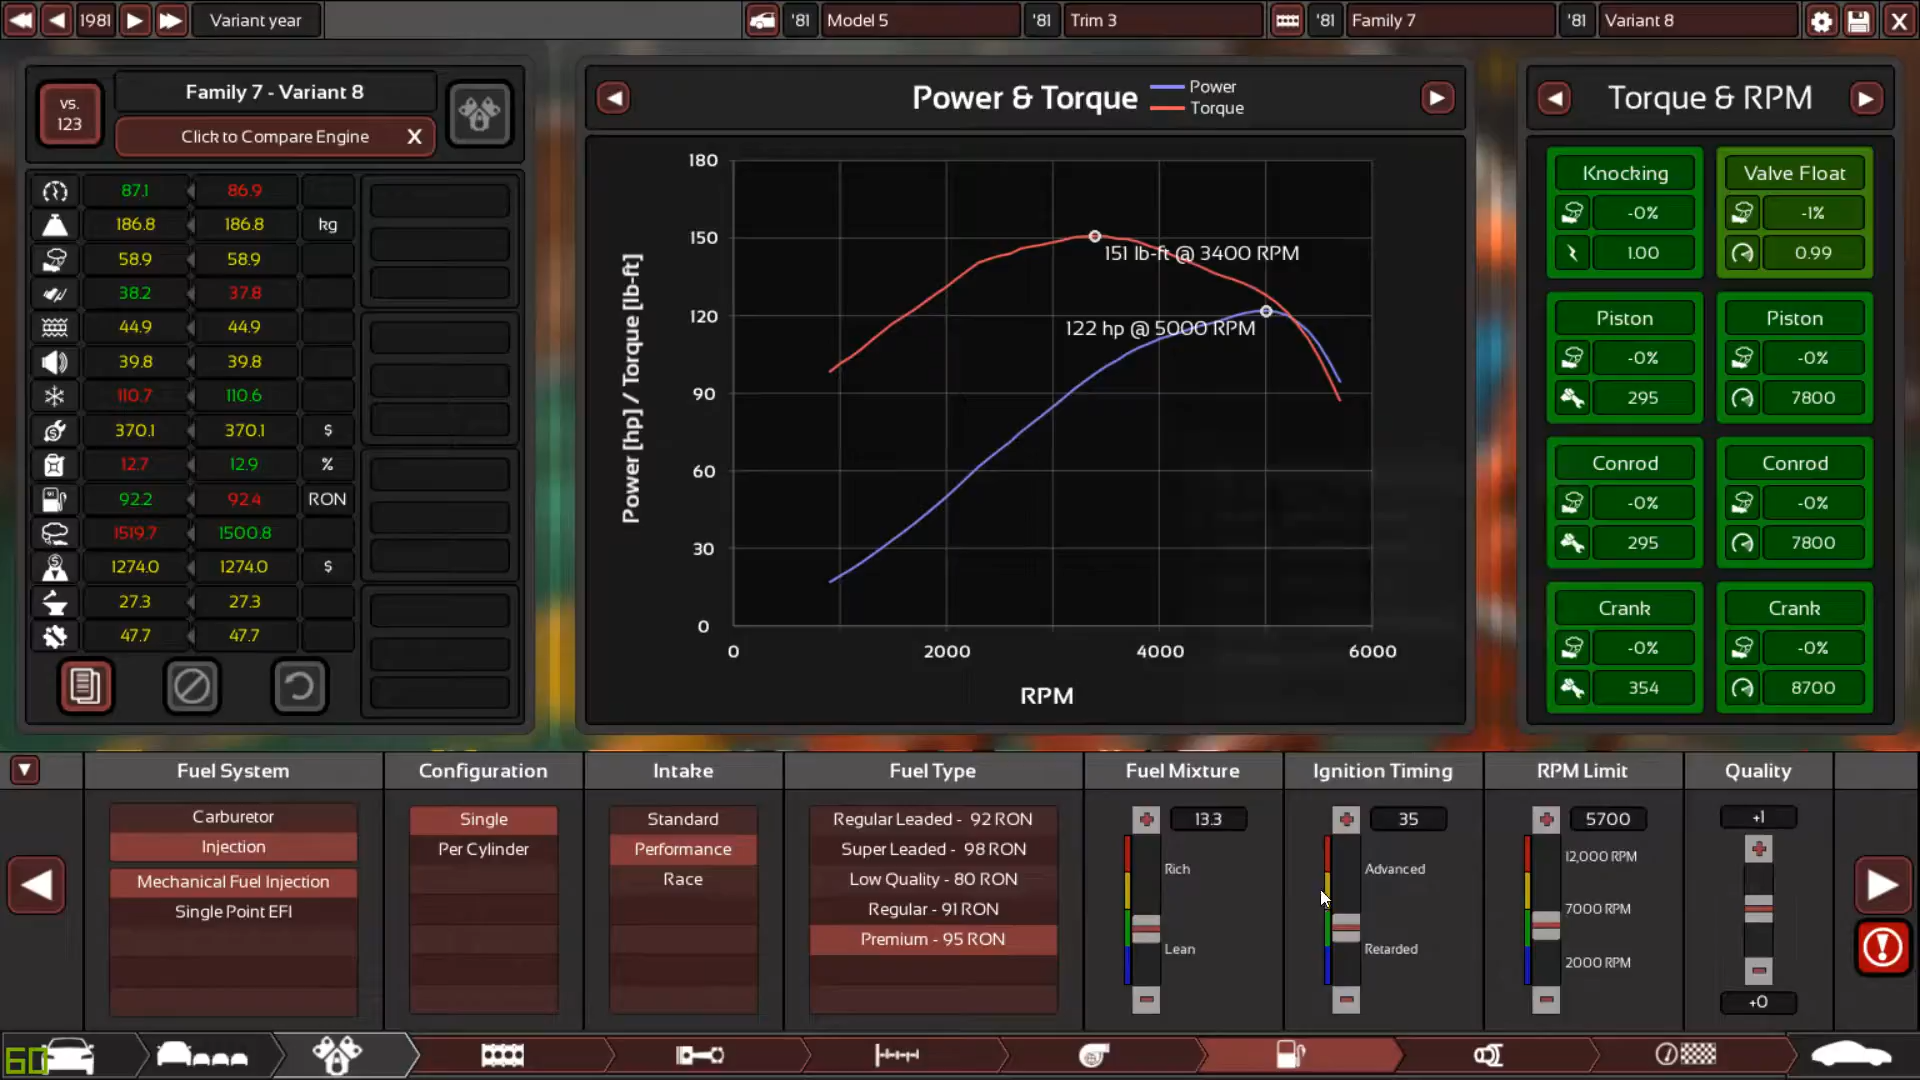 1981
Variant year
'81
Model 5
'81
Trim 3
'81
Family 7
'81
Variant 8
X
vs.
123
Family 7 - Variant 8
Click to Compare Engine
X
87.1 86.9
186.8 186.8 kg
58.9 58.9
38.2 37.8
44.9 44.9
39.8 39.8
110.7 110.6
370.1 370.1 $
12.7 12.9 %
92.2 92.4 RON
1519.7 1500.8
1274.0 1274.0 $
27.3 27.3
47.7 47.7
Power & Torque
Power
Torque
Power [hp] / Torque [lb-ft]
180
150
120
90
60
30
0
151 lb-ft @ 3400 RPM
122 hp @ 5000 RPM
0 2000 4000 6000
RPM
Torque & RPM
Knocking
-0%
1.00
Valve Float
-1%
0.99
Piston
-0%
295
Piston
-0%
7800
Conrod
-0%
295
Conrod
-0%
7800
Crank
-0%
354
Crank
-0%
8700
Fuel System
Carburetor
Injection
Mechanical Fuel Injection
Single Point EFI
Configuration
Single
Per Cylinder
Intake
Standard
Performance
Race
Fuel Type
Regular Leaded - 92 RON
Super Leaded - 98 RON
Low Quality - 80 RON
Regular - 91 RON
Premium - 95 RON
Fuel Mixture
13.3
Rich
Lean
Ignition Timing
35
Advanced
Retarded
RPM Limit
5700
12,000 RPM
7000 RPM
2000 RPM
Quality
+1
+0
60